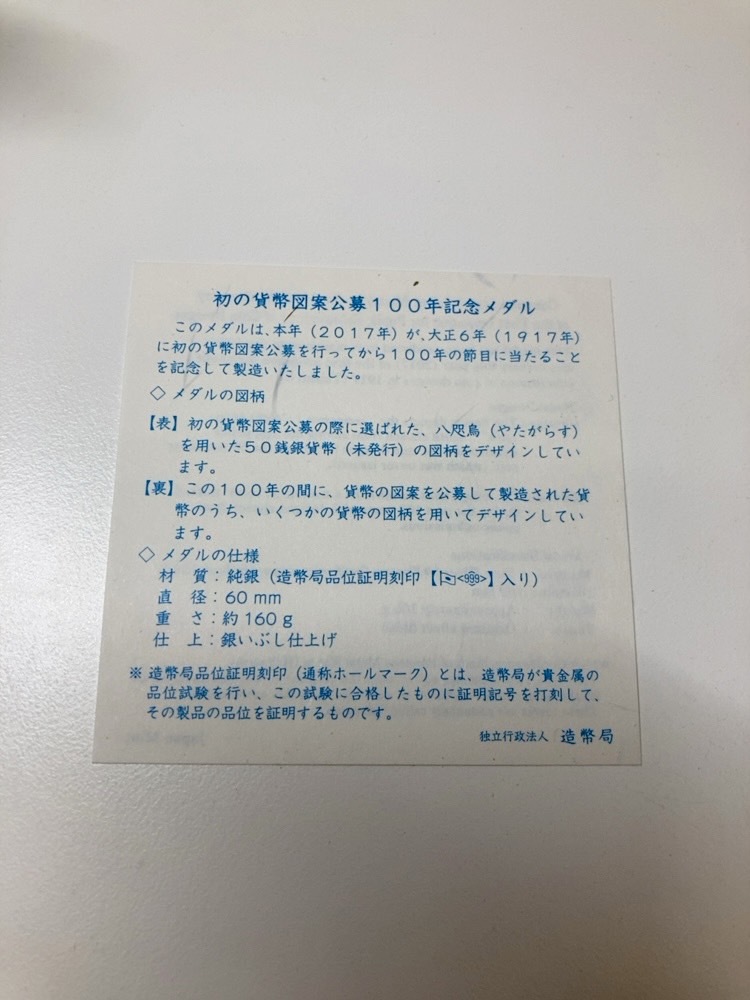 初の貨幣図案公募１００年記念メダル
このメダルは、本年（２０１７年）が、大正６年（１９１７年）
に初の貨幣図案公募を行ってから１００年の節目に当たること
を記念して製造いたしました。
◇ メダルの図柄
【表】初の貨幣図案公募の際に選ばれた、八咫烏（やたがらす）
を用いた５０銭銀貨幣（未発行）の図柄をデザインしてい
ます。
【裏】この１００年の間に、貨幣の図案を公募して製造された貨
幣のうち、いくつかの貨幣の図柄を用いてデザインしてい
ます。
◇ メダルの仕様
材　質：純銀（造幣局品位証明刻印【<999>】入り）
直　径：60 mm
重　さ：約 160 g
仕　上：銀いぶし仕上げ
※ 造幣局品位証明刻印（通称ホールマーク）とは、造幣局が貴金属の
品位試験を行い、この試験に合格したものに証明記号を打刻して、
その製品の品位を証明するものです。
独立行政法人　造幣局